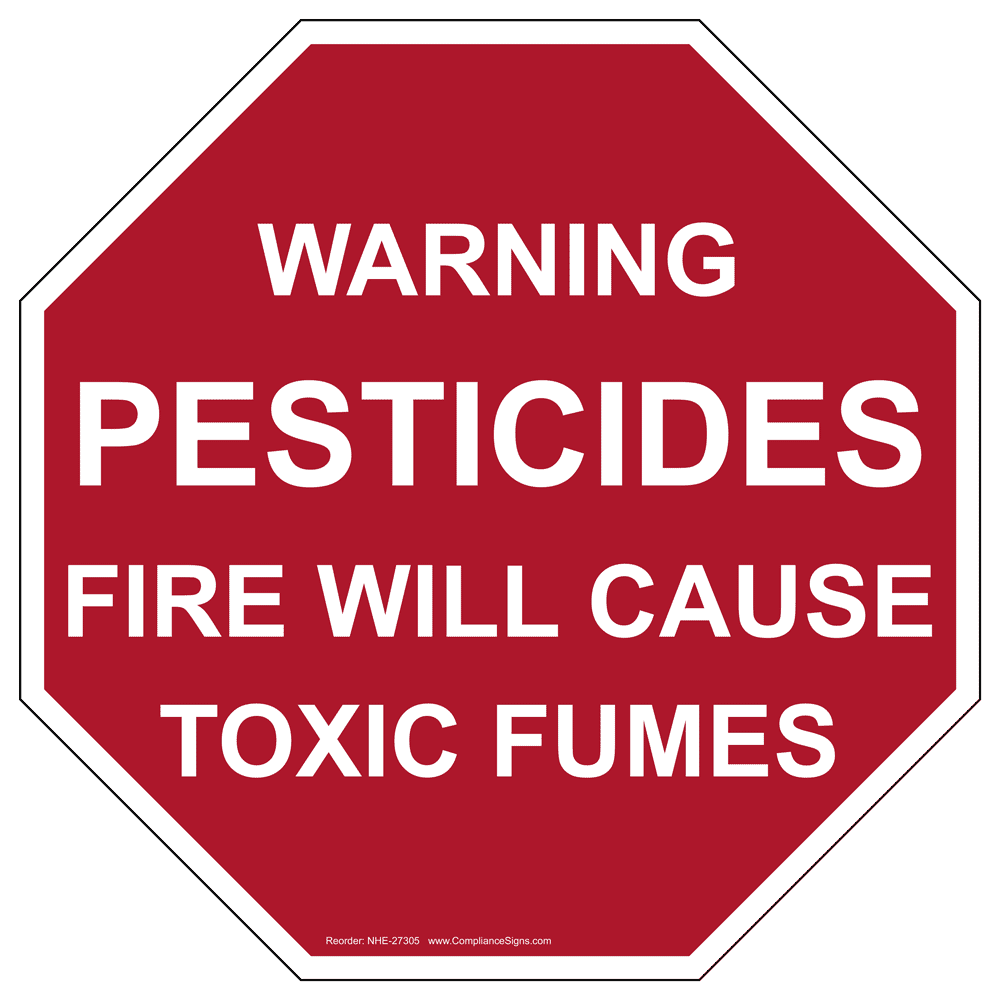 WARNING
PESTICIDES
FIRE WILL CAUSE
TOXIC FUMES
Reorder: NHE-27305 www.ComplianceSigns.com